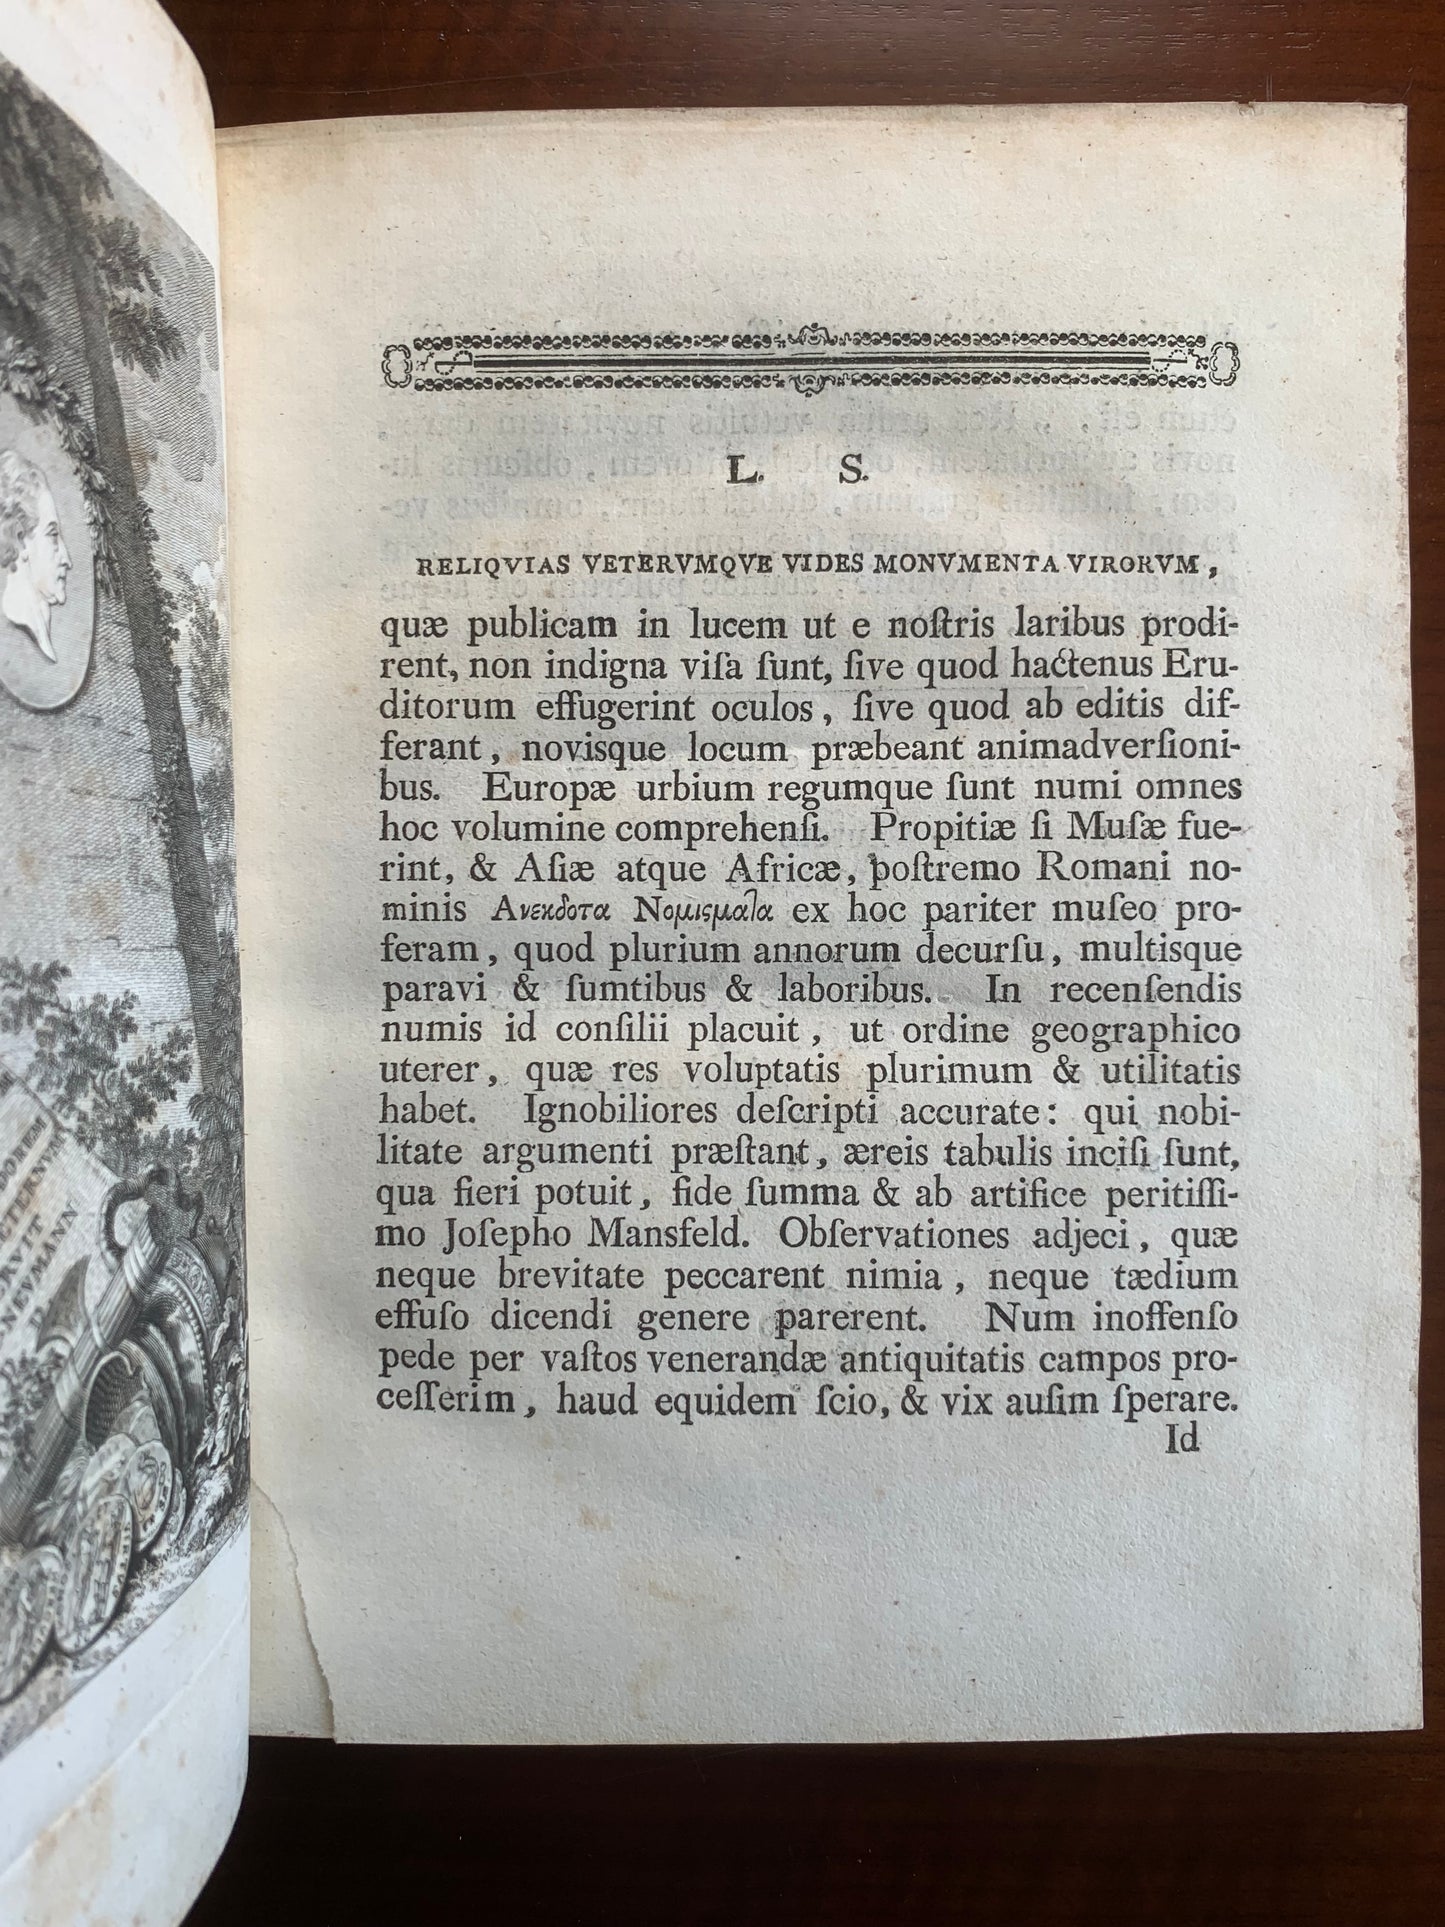 L. S.
RELIQVIAS VETERVMQVE VIDES MONVMENTA VIRORVM,
quæ publicam in lucem ut e noſtris laribus prodi-
rent, non indigna viſa ſunt, ſive quod hactenus Eru-
ditorum effugerint oculos, ſive quod ab editis dif-
ferant, novisque locum præbeant animadverſioni-
bus. Europæ urbium regumque ſunt numi omnes
hoc volumine comprehenſi. Propitiæ ſi Muſæ fue-
rint, & Aſiæ atque Africæ, poſtremo Romani no-
minis Ανεκδοτα Νομιςματα ex hoc pariter muſeo pro-
feram, quod plurium annorum decurſu, multisque
paravi & ſumtibus & laboribus. In recenſendis
numis id conſilii placuit, ut ordine geographico
uterer, quæ res voluptatis plurimum & utilitatis
habet. Ignobiliores deſcripti accurate: qui nobi-
litate argumenti præſtant, æreis tabulis inciſi ſunt,
qua fieri potuit, fide ſumma & ab artifice peritiſſi-
mo Joſepho Mansfeld. Obſervationes adjeci, quæ
neque brevitate peccarent nimia, neque tædium
effuſo dicendi genere parerent. Num inoffenſo
pede per vaſtos venerandæ antiquitatis campos pro-
ceſſerim, haud equidem ſcio, & vix auſim ſperare.
Id
DOREM
AETERNVM
RVIT
NEVMANN
D.
VIRTVS